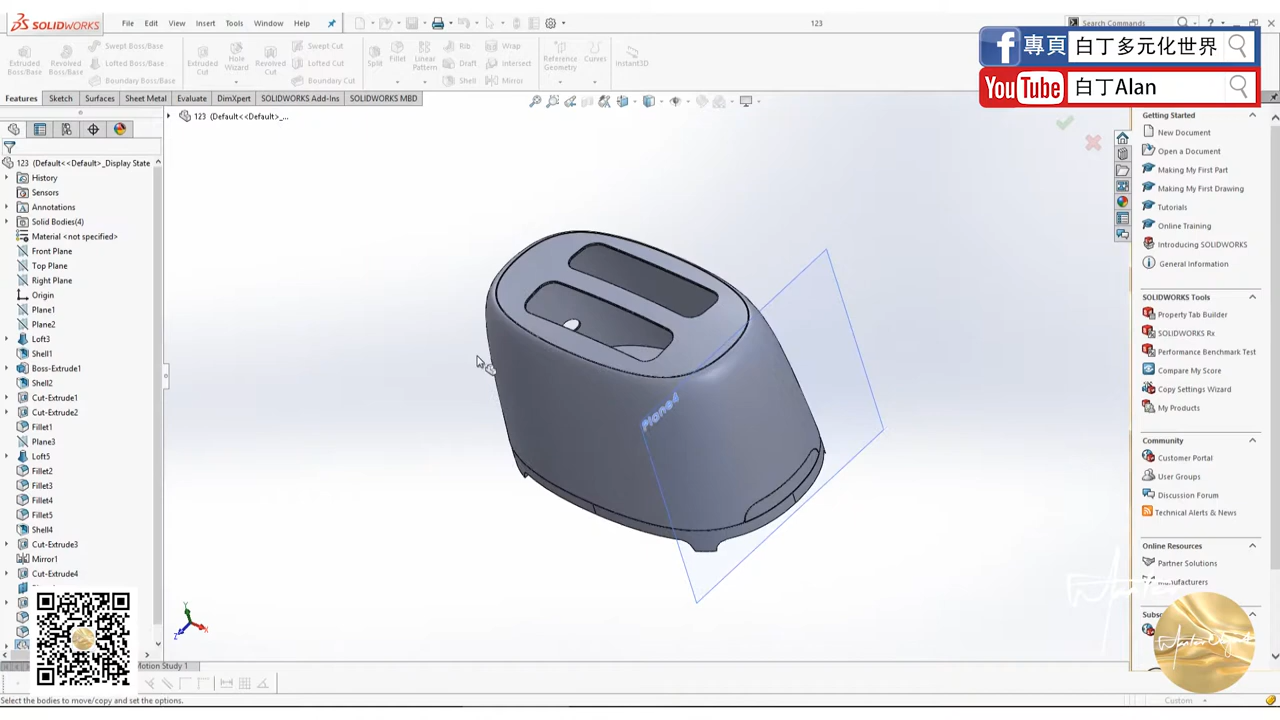 SOLIDWORKS
File Edit View Insert Tools Window Help
123
Search Commands
Extruded Boss/Base
Revolved Boss/Base
Swept Boss/Base
Lofted Boss/Base
Boundary Boss/Base
Extruded Cut
Hole Wizard
Revolved Cut
Swept Cut
Lofted Cut
Boundary Cut
Split
Fillet
Linear Pattern
Rib
Draft
Shell
Wrap
Intersect
Mirror
Reference Geometry
Curves
Instant3D
專頁 白丁多元化世界
YouTube 白丁Alan
Features Sketch Surfaces Sheet Metal Evaluate DimXpert SOLIDWORKS Add-Ins SOLIDWORKS MBD
123 (Default<<Default>_...
123 (Default<<Default>_Display State
History
Sensors
Annotations
Solid Bodies(4)
Material <not specified>
Front Plane
Top Plane
Right Plane
Origin
Plane1
Plane2
Loft3
Shell1
Boss-Extrude1
Shell2
Cut-Extrude1
Cut-Extrude2
Fillet1
Plane3
Loft5
Fillet2
Fillet3
Fillet4
Fillet5
Shell4
Cut-Extrude3
Mirror1
Cut-Extrude4
Plane4
Y
Z
X
Getting Started
New Document
Open a Document
Making My First Part
Making My First Drawing
Tutorials
Online Training
Introducing SOLIDWORKS
General Information
SOLIDWORKS Tools
Property Tab Builder
SOLIDWORKS Rx
Performance Benchmark Test
Compare My Score
Copy Settings Wizard
My Products
Community
Customer Portal
User Groups
Discussion Forum
Technical Alerts & News
Online Resources
Partner Solutions
Manufacturers
Motion Study 1
Select the bodies to move/copy and set the options.
Custom